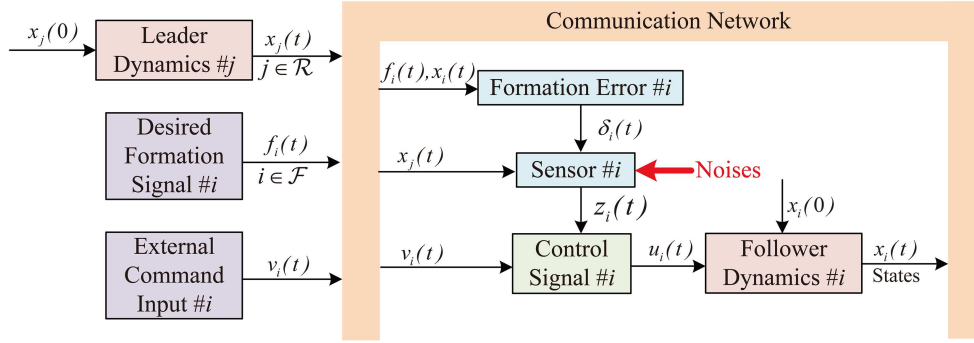 Communication Network
x_j(0)
Leader
Dynamics #j
x_j(t)
j ∈ ℛ
Desired
Formation
Signal #i
f_i(t)
i ∈ ℱ
External
Command
Input #i
v_i(t)
f_i(t),x_i(t)
Formation Error #i
δ_i(t)
x_j(t)
Sensor #i
Noises
z_i(t)
x_i(0)
v_i(t)
Control
Signal #i
u_i(t)
Follower
Dynamics #i
x_i(t)
States